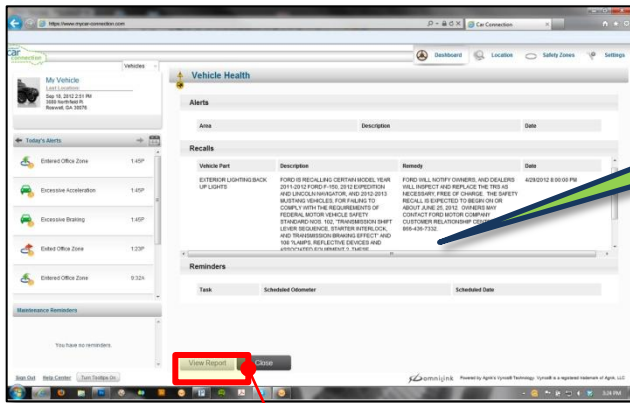 https://www.mycar-connection.com
Car Connection
car
connection
Dashboard
Location
Safety Zones
Settings
Vehicles
My Vehicle
Last Location:
Sep 18, 2012 2:51 PM
Roswell, GA 30076
Vehicle Health
Alerts
Area Description Date
Today's Alerts
Entered Office Zone 1:45P
Excessive Acceleration 1:45P
Excessive Braking 1:45P
Exited Office Zone 1:23P
Entered Office Zone 9:32A
Maintenance Reminders
You have no reminders.
Recalls
Vehicle Part Description Remedy Date
EXTERIOR LIGHTING:BACK
UP LIGHTS
FORD IS RECALLING CERTAIN MODEL YEAR
2011-2012 FORD F-150, 2012 EXPEDITION
AND LINCOLN NAVIGATOR, AND 2012-2013
MUSTANG VEHICLES, FOR FAILING TO
COMPLY WITH THE REQUIREMENTS OF
FEDERAL MOTOR VEHICLE SAFETY
STANDARD NOS. 102, "TRANSMISSION SHIFT
LEVER SEQUENCE, STARTER INTERLOCK,
AND TRANSMISSION BRAKING EFFECT" AND
108 "LAMPS, REFLECTIVE DEVICES AND
ASSOCIATED EQUIPMENT." THESE
FORD WILL NOTIFY OWNERS, AND DEALERS
WILL INSPECT AND REPLACE THE TRS AS
NECESSARY, FREE OF CHARGE. THE SAFETY
RECALL IS EXPECTED TO BEGIN ON OR
ABOUT JUNE 25, 2012. OWNERS MAY
CONTACT FORD MOTOR COMPANY
CUSTOMER RELATIONSHIP
866-436-7332.
8:00:00 PM
Reminders
Task Scheduled Odometer Scheduled Date
View Report
Close
Sign Out Help Center Turn Tooltips On
omnilink
Powered by Agnik's Vyncs® Technology. Vyncs® is a registered trademark of Agnik, LLC